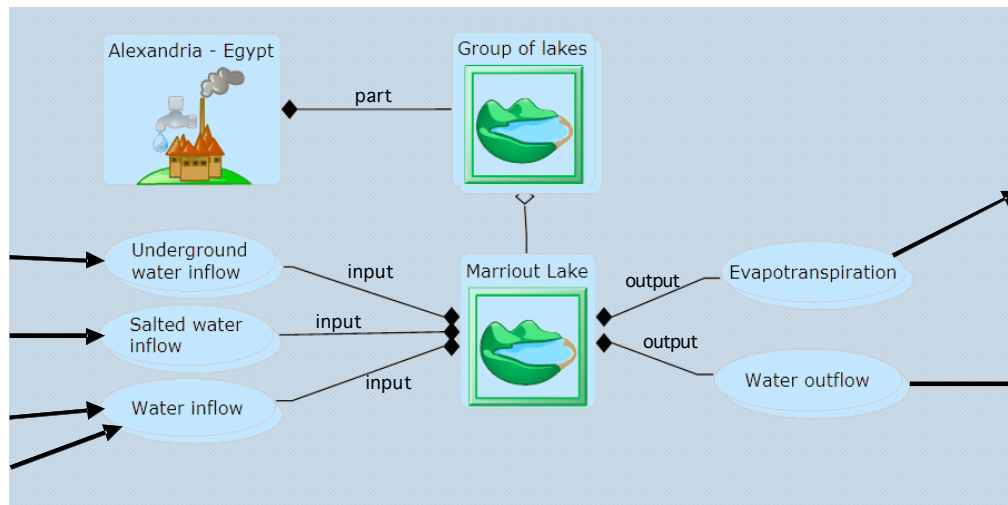 Alexandria - Egypt
Group of lakes
part
Underground
water inflow
input
Marriout Lake
output
Evapotranspiration
Salted water
inflow
input
output
Water inflow
input
Water outflow